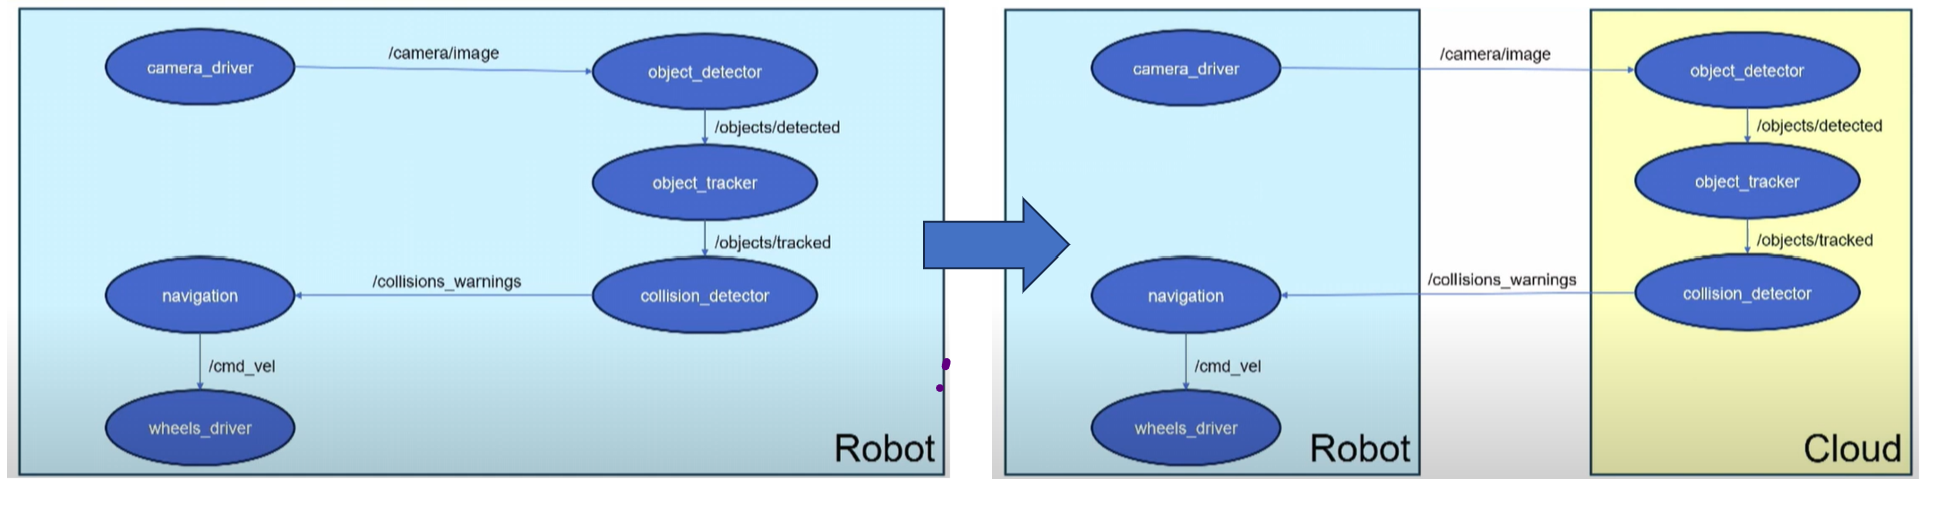 camera_driver
/camera/image
object_detector
/objects/detected
object_tracker
/objects/tracked
navigation
/collisions_warnings
collision_detector
/cmd_vel
wheels_driver
Robot
camera_driver
/camera/image
object_detector
/objects/detected
object_tracker
/objects/tracked
navigation
/collisions_warnings
collision_detector
/cmd_vel
wheels_driver
Robot
Cloud